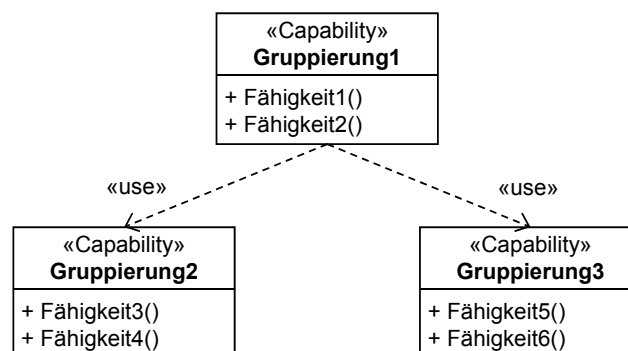 «Capability»
Gruppierung1
+ Fähigkeit1()
+ Fähigkeit2()
«use»
«use»
«Capability»
Gruppierung2
+ Fähigkeit3()
+ Fähigkeit4()
«Capability»
Gruppierung3
+ Fähigkeit5()
+ Fähigkeit6()